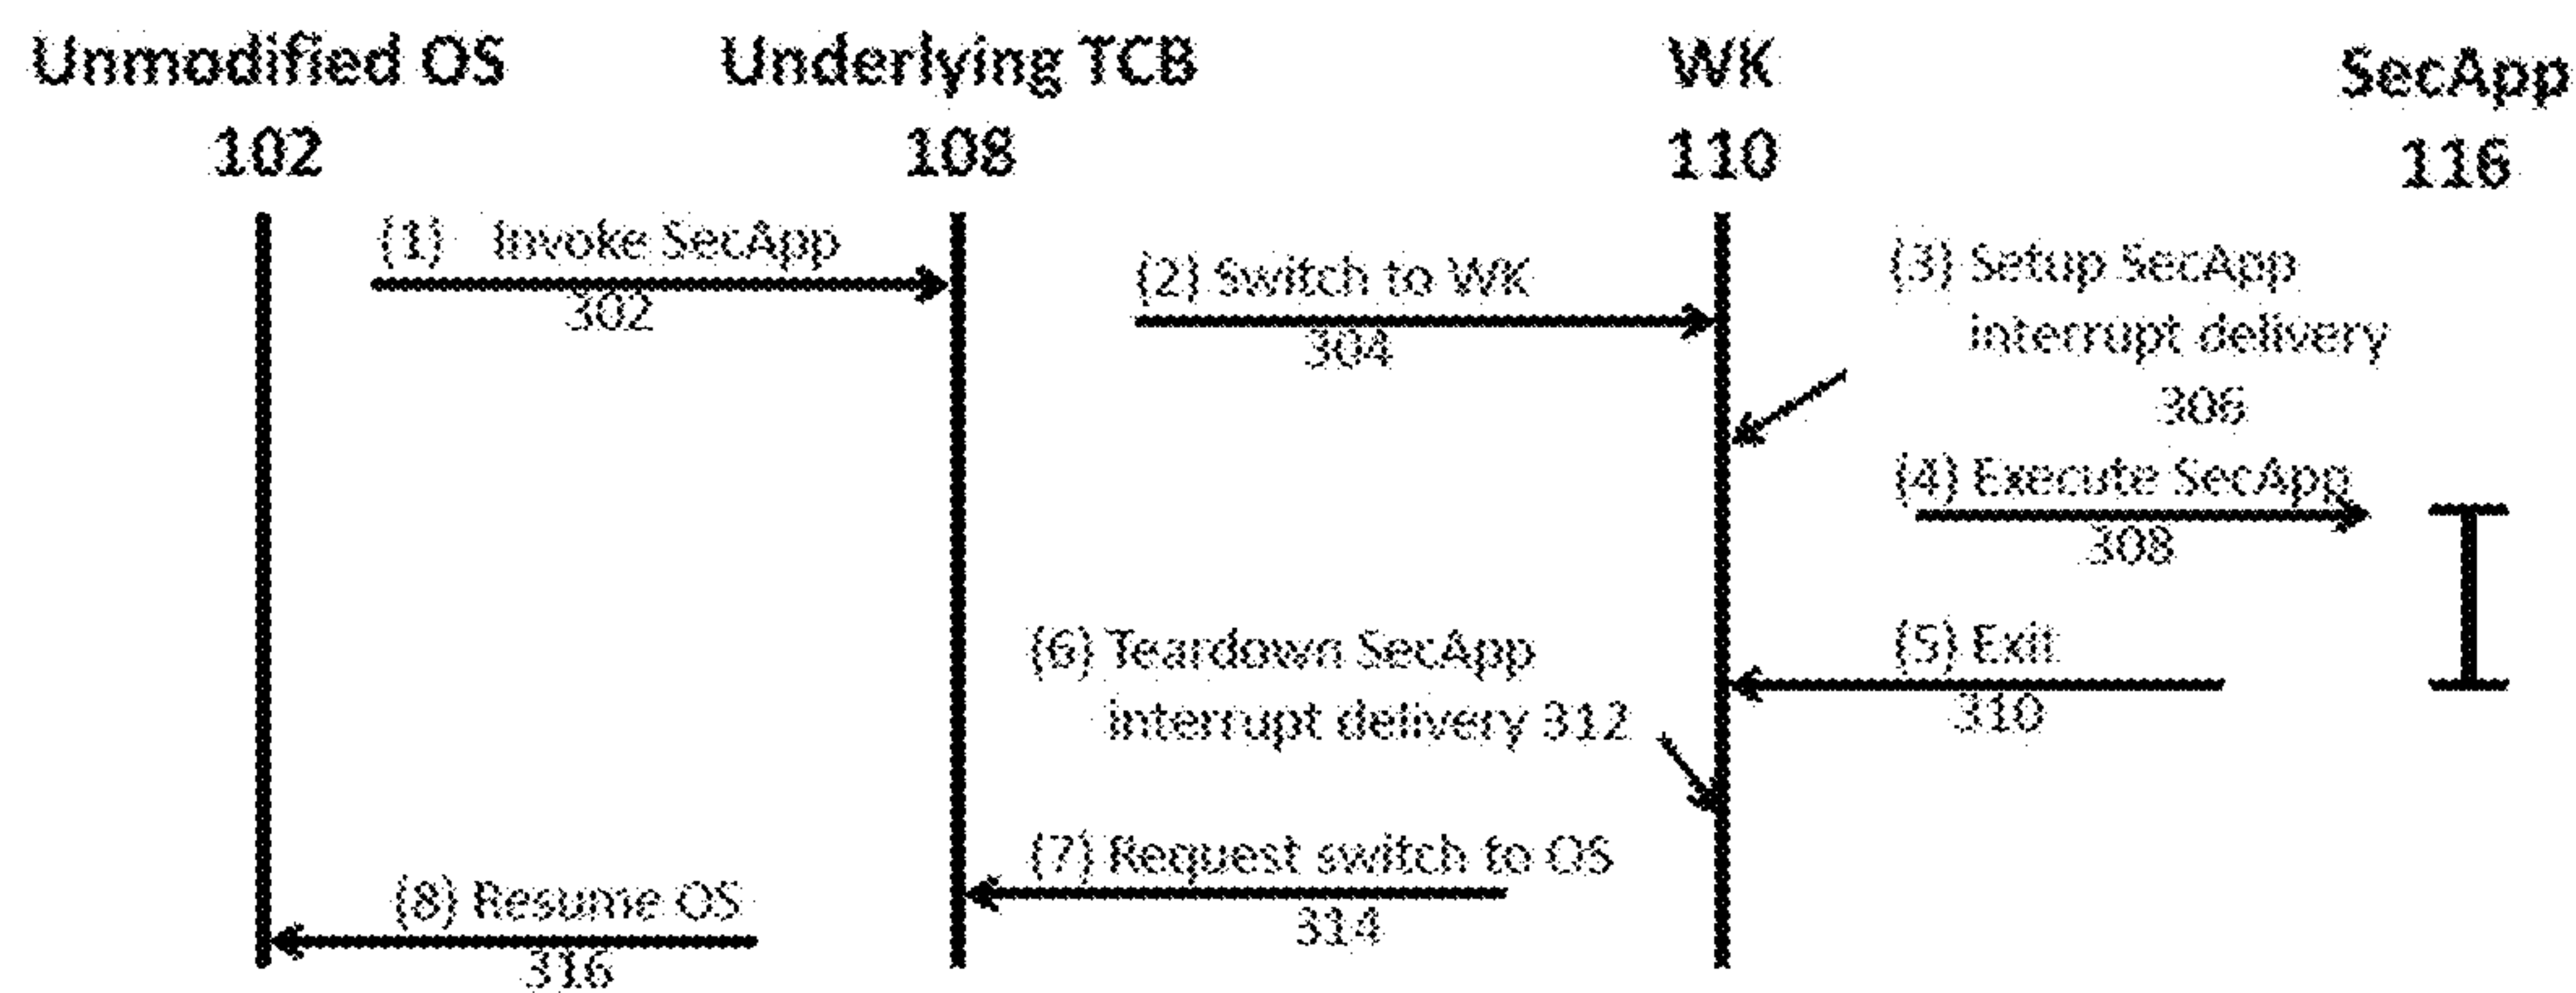 Unmodified OS
102
Underlying TCB
108
WK
110
SecApp
116
(1) Invoke SecApp
302
(2) Switch to WK
304
(3) Setup SecApp
interrupt delivery
306
(4) Execute SecApp
308
(5) Exit
310
(6) Teardown SecApp
interrupt delivery 312
(7) Request switch to OS
314
(8) Resume OS
316